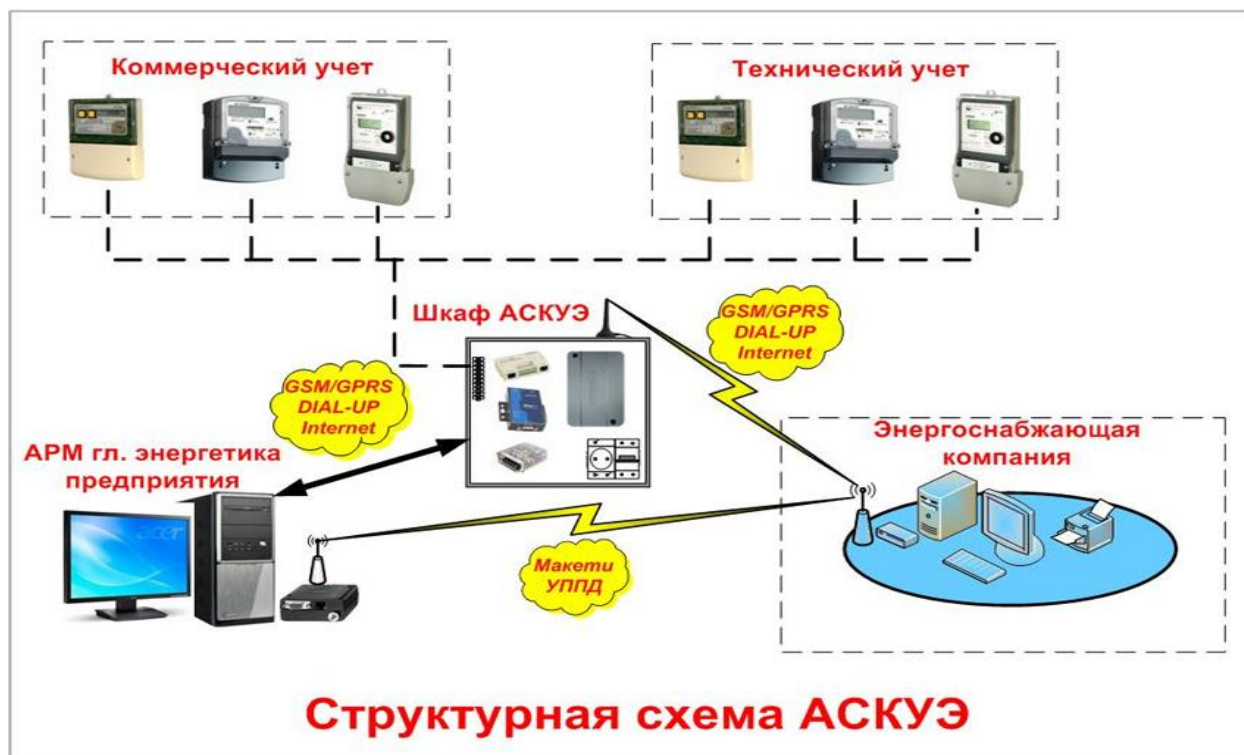 Коммерческий учет
Технический учет
Шкаф АСКУЭ
GSM/GPRS
DIAL-UP
Internet
GSM/GPRS
DIAL-UP
Internet
АРМ гл. энергетика
предприятия
Энергоснабжающая
компания
acer
Макети
УППД
Структурная схема АСКУЭ